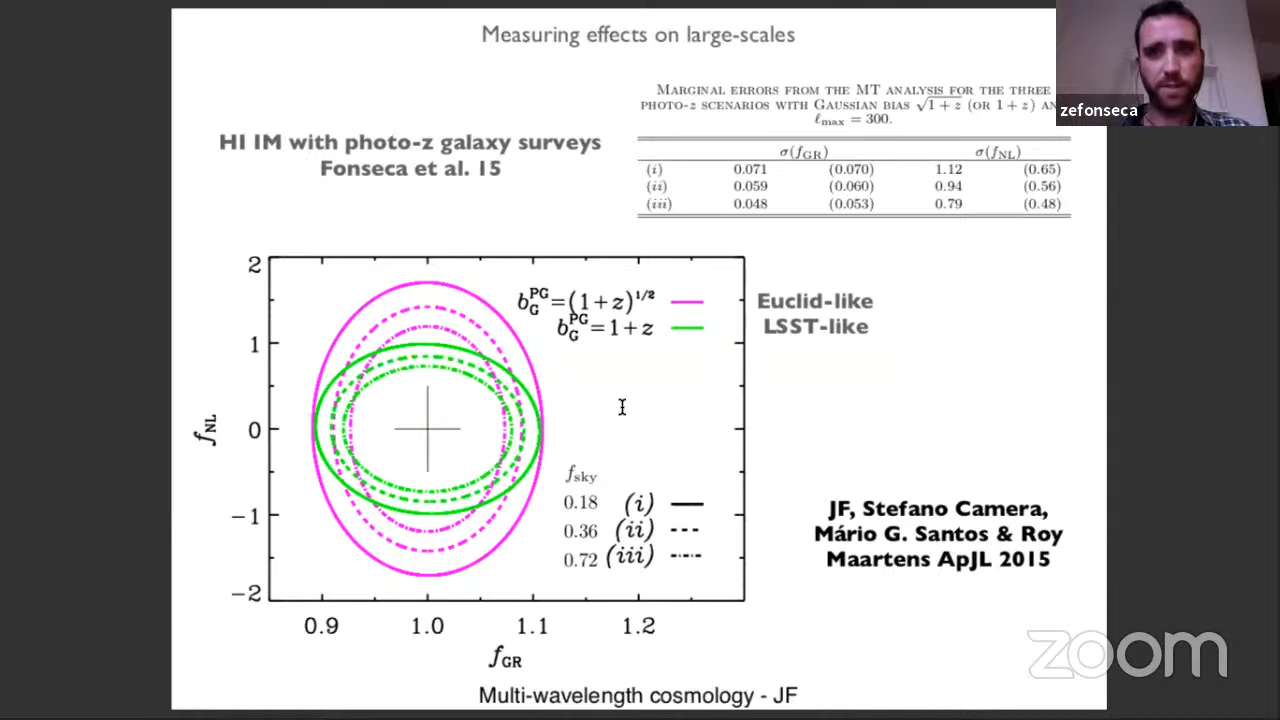 Measuring effects on large-scales
zefonseca
MARGINAL ERRORS FROM THE MT ANALYSIS FOR THE THREE
PHOTO-z SCENARIOS WITH GAUSSIAN BIAS √1+z (OR 1+z)
ℓmax = 300.
HI IM with photo-z galaxy surveys
Fonseca et al. 15
σ(fGR) σ(fNL)
(i) 0.071 (0.070) 1.12 (0.65)
(ii) 0.059 (0.060) 0.94 (0.56)
(iii) 0.048 (0.053) 0.79 (0.48)
2
1
0
−1
−2
fNL
bG^PG=(1+z)^1/2
bG^PG=1+z
Euclid-like
LSST-like
fsky
0.18 (i)
0.36 (ii)
0.72 (iii)
0.9 1.0 1.1 1.2
fGR
JF, Stefano Camera,
Mário G. Santos & Roy
Maartens ApJL 2015
zoom
Multi-wavelength cosmology - JF